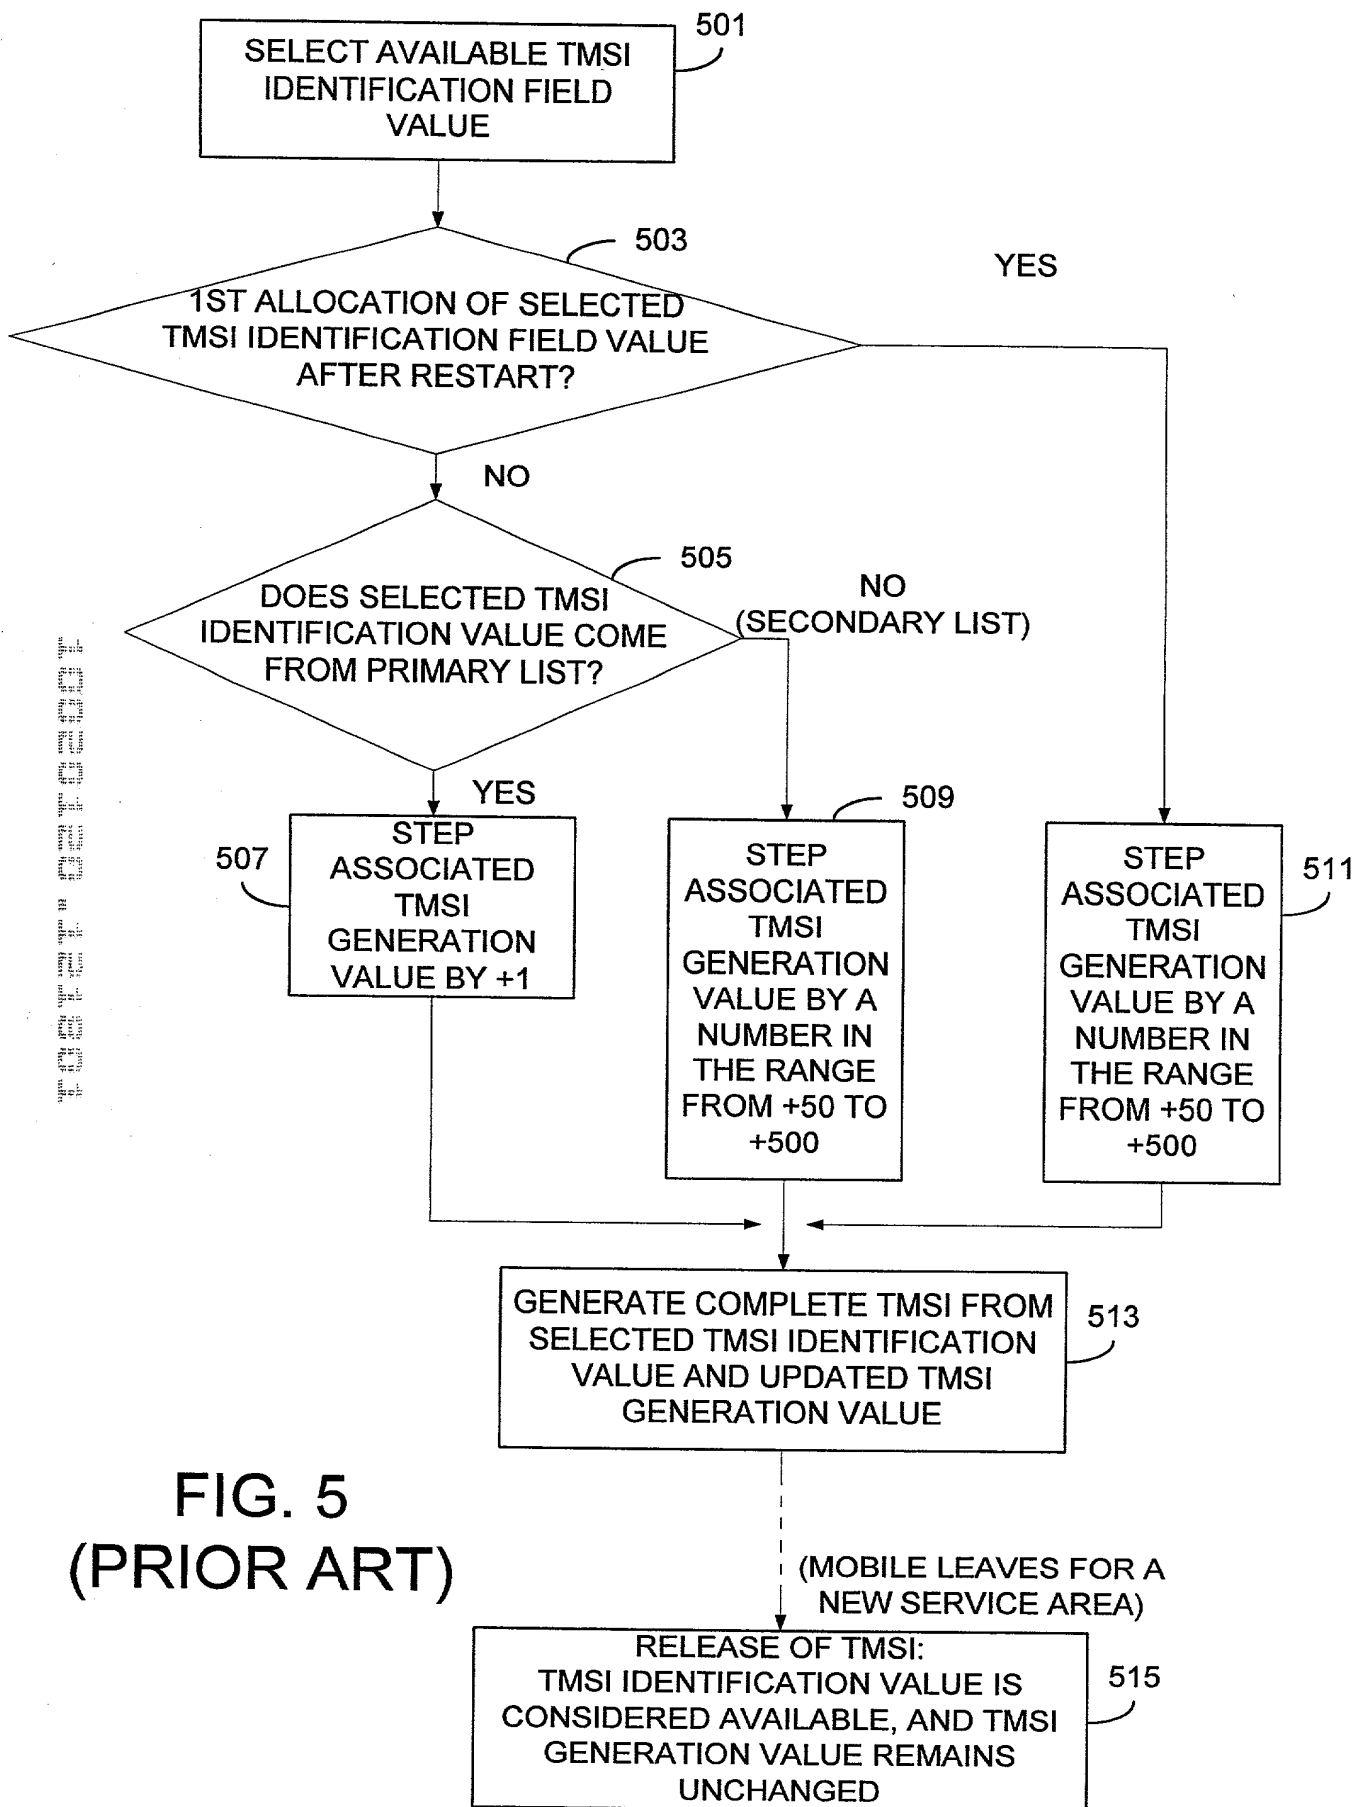 501
SELECT AVAILABLE TMSI
IDENTIFICATION FIELD
VALUE
503
YES
1ST ALLOCATION OF SELECTED
TMSI IDENTIFICATION FIELD VALUE
AFTER RESTART?
NO
505
NO
(SECONDARY LIST)
DOES SELECTED TMSI
IDENTIFICATION VALUE COME
FROM PRIMARY LIST?
YES
507
STEP
ASSOCIATED
TMSI
GENERATION
VALUE BY +1
509
STEP
ASSOCIATED
TMSI
GENERATION
VALUE BY A
NUMBER IN
THE RANGE
FROM +50 TO
+500
511
STEP
ASSOCIATED
TMSI
GENERATION
VALUE BY A
NUMBER IN
THE RANGE
FROM +50 TO
+500
GENERATE COMPLETE TMSI FROM
SELECTED TMSI IDENTIFICATION
VALUE AND UPDATED TMSI
GENERATION VALUE
513
FIG. 5
(PRIOR ART)
(MOBILE LEAVES FOR A
NEW SERVICE AREA)
RELEASE OF TMSI:
TMSI IDENTIFICATION VALUE IS
CONSIDERED AVAILABLE, AND TMSI
GENERATION VALUE REMAINS
UNCHANGED
515